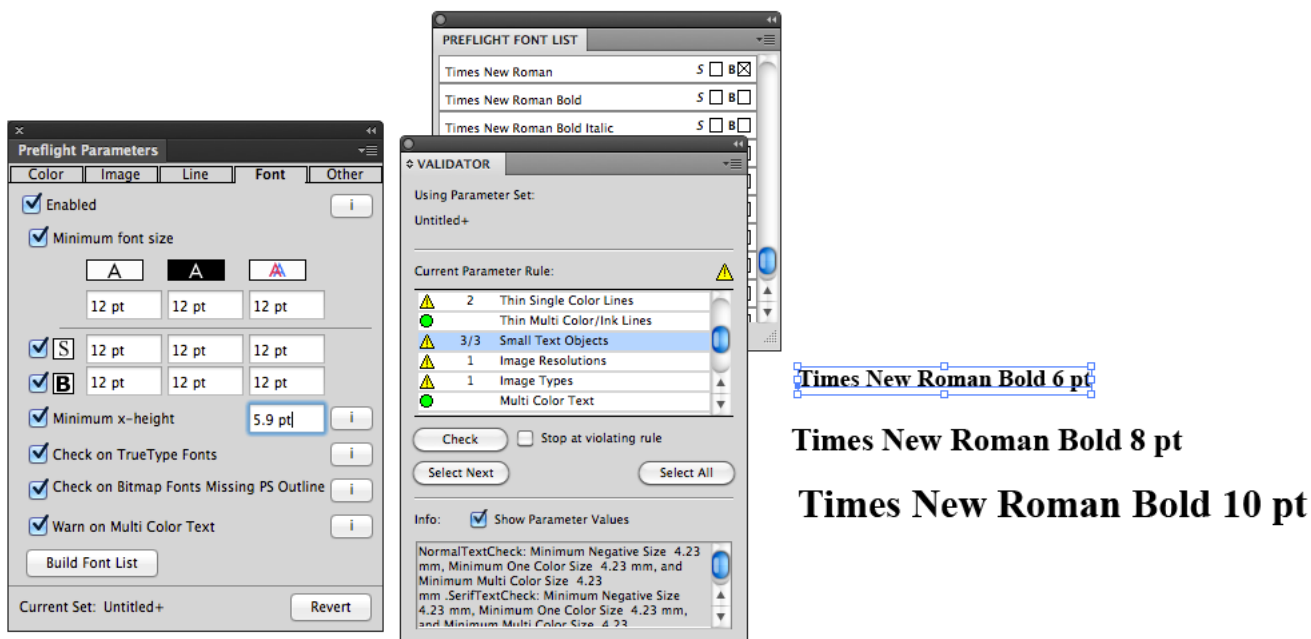 PREFLIGHT FONT LIST
Times New Roman S B
Times New Roman Bold S B
Times New Roman Bold Italic S B
Preflight Parameters
Color Image Line Font Other
Enabled i
Minimum font size
A A AA
12 pt 12 pt 12 pt
S 12 pt 12 pt 12 pt
B 12 pt 12 pt 12 pt
Minimum x-height 5.9 pt i
Check on TrueType Fonts i
Check on Bitmap Fonts Missing PS Outline i
Warn on Multi Color Text i
Build Font List
Current Set: Untitled+ Revert
VALIDATOR
Using Parameter Set:
Untitled+
Current Parameter Rule:
2 Thin Single Color Lines
Thin Multi Color/Ink Lines
3/3 Small Text Objects
1 Image Resolutions
1 Image Types
Multi Color Text
Check Stop at violating rule
Select Next Select All
Info: Show Parameter Values
NormalTextCheck: Minimum Negative Size 4.23
mm, Minimum One Color Size 4.23 mm, and
Minimum Multi Color Size 4.23
mm .SerifTextCheck: Minimum Negative Size
4.23 mm, Minimum One Color Size 4.23 mm,
and Minimum Multi Color Size 4.23
Times New Roman Bold 6 pt
Times New Roman Bold 8 pt
Times New Roman Bold 10 pt